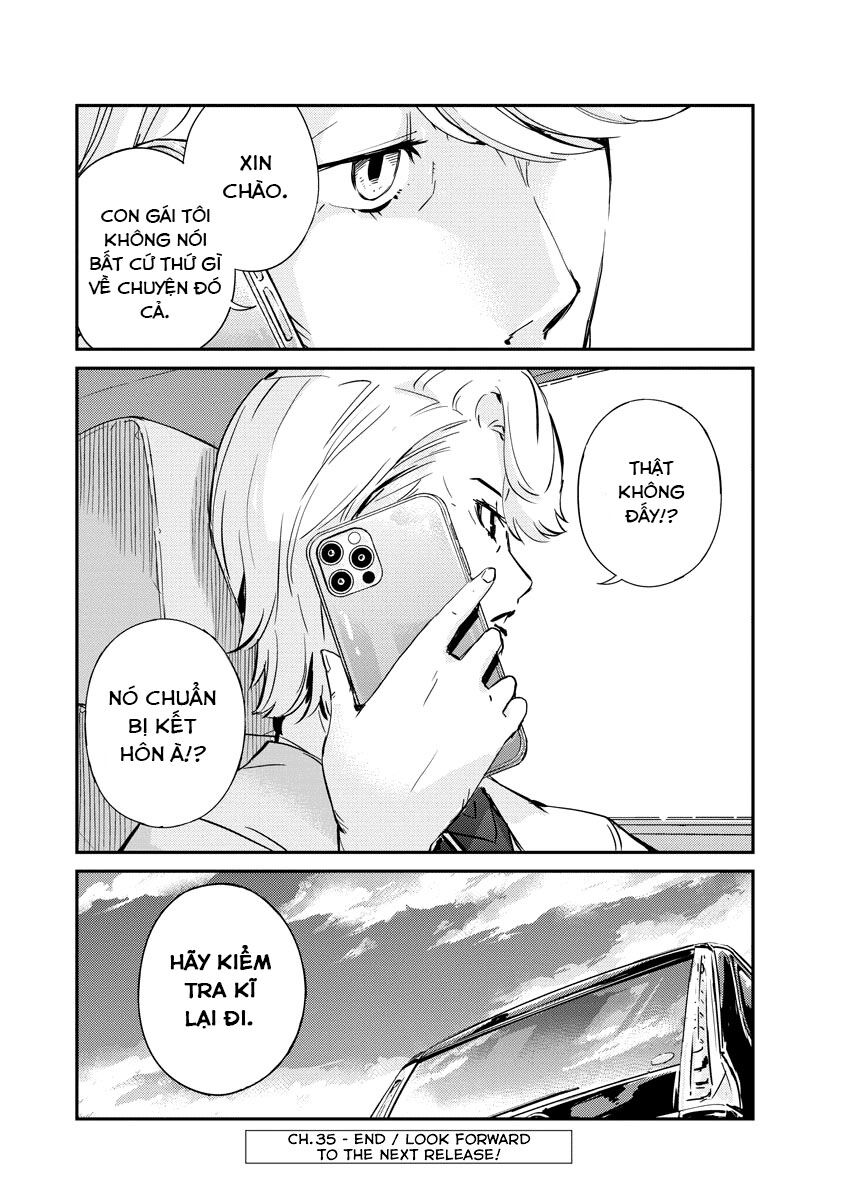 XIN
CHÀO.
CON GÁI TÔI
KHÔNG NÓI
BẤT CỨ THỨ GÌ
VỀ CHUYỆN ĐÓ
CẢ.
THẬT
KHÔNG
ĐẤY!?
NÓ CHUẨN
BỊ KẾT
HÔN À!?
HÃY KIỂM
TRA KĨ
LẠI ĐI.
CH.35 - END / LOOK FORWARD
TO THE NEXT RELEASE!